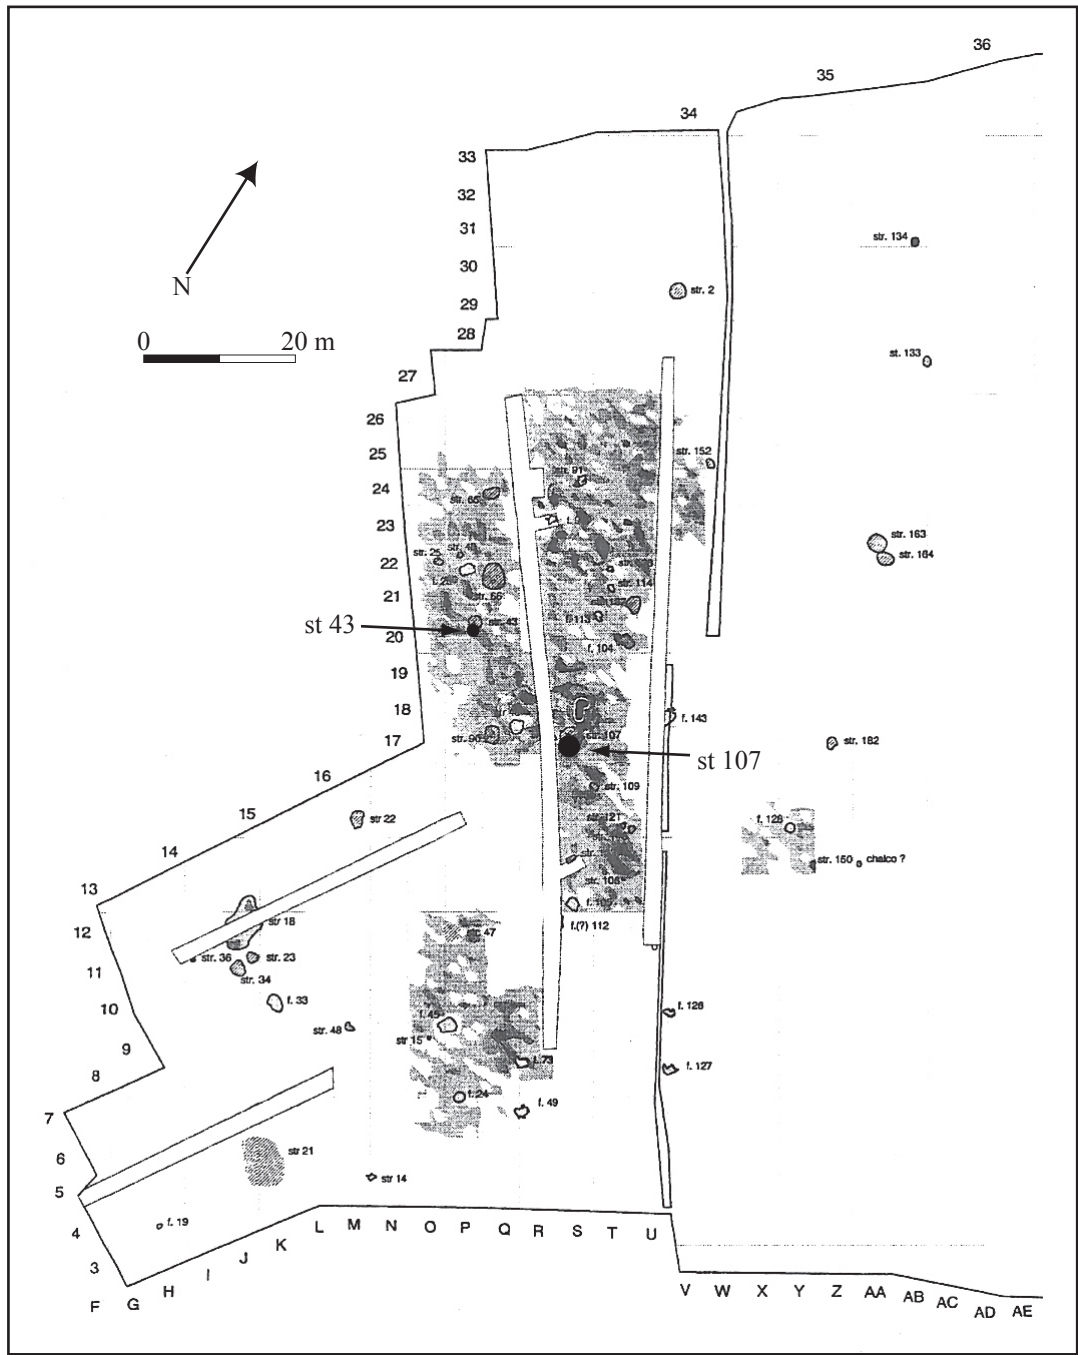 36
35
34
33
32
31
30
29
28
27
26
25
24
23
22
21
20
19
18
17
16
15
14
13
12
11
10
9
8
7
6
5
4
3
N
0 20 m
str. 134
str. 2
st. 133
str. 152
str. 91
str. 65
str. 163
str. 164
str. 25
str. 114
str. 66
str. 43
st 43
f. 113
f. 104
f. 143
str. 107
st 107
str. 182
str. 90
str. 109
str 22
str. 121
f. 128
str. 150
chalco ?
str 18
f.(?) 112
str. 47
str. 36
str. 23
str. 34
f. 33
f. 45
str. 48
str 15
f. 126
f. 73
f. 127
f. 24
f. 49
str 21
str 14
f. 19
F G H I J K L M N O P Q R S T U V W X Y Z AA AB AC AD AE